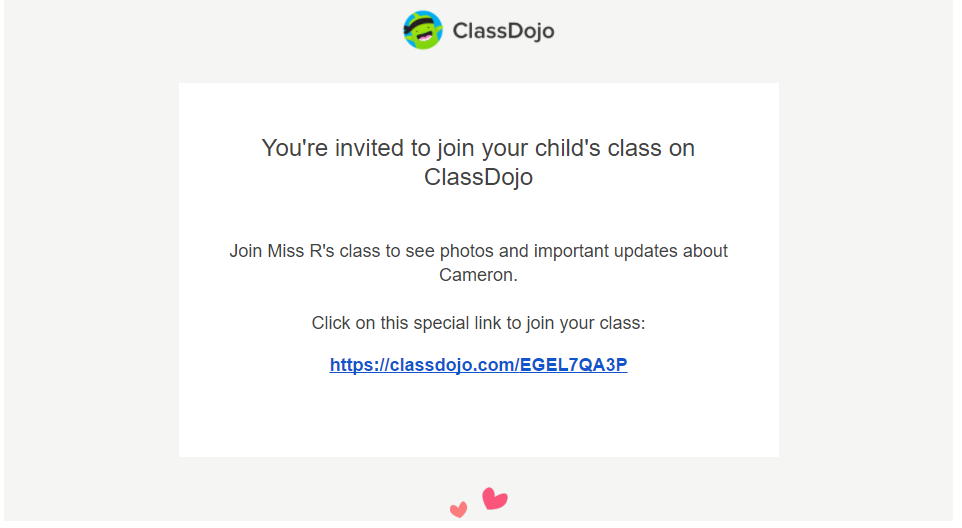 ClassDojo
You're invited to join your child's class on
ClassDojo
Join Miss R's class to see photos and important updates about
Cameron.
Click on this special link to join your class:
https://classdojo.com/EGEL7QA3P